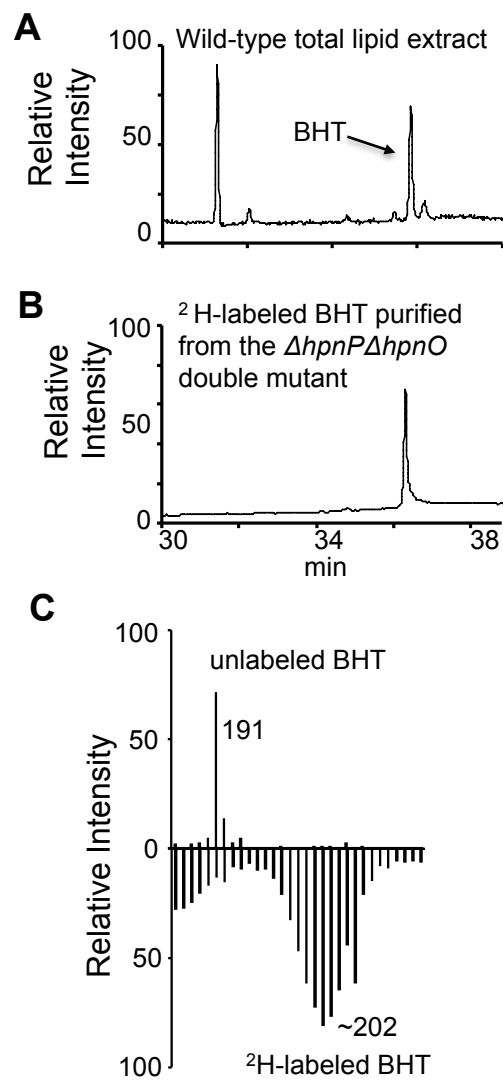 A
Wild-type total lipid extract
100
50
0
Relative
Intensity
BHT
B
²H-labeled BHT purified
from the ΔhpnPΔhpnO
double mutant
100
50
0
Relative
Intensity
30
34
38
min
C
100
50
0
50
100
Relative Intensity
unlabeled BHT
191
~202
²H-labeled BHT